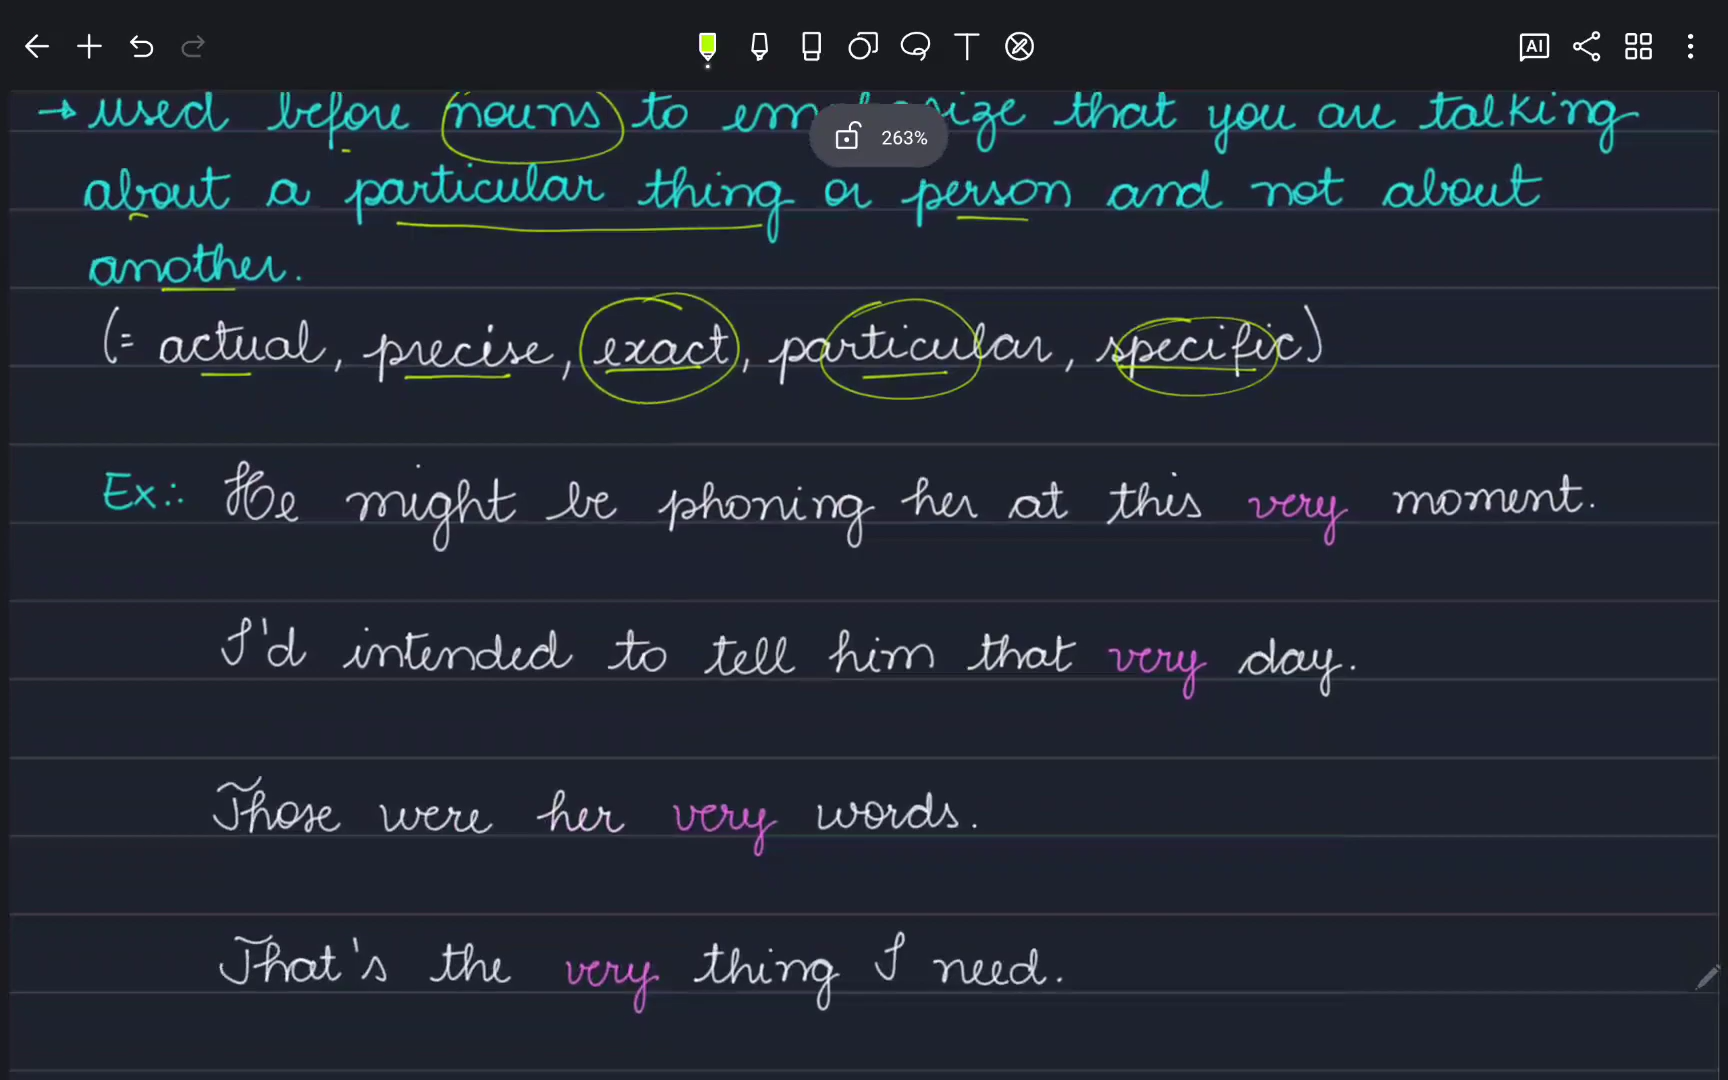 AI
→ used before nouns to emphasize that you are talking
263%
about a particular thing or person and not about
another.
(= actual, precise, exact, particular, specific)
Ex:. He might be phoning her at this very moment.
I'd intended to tell him that very day.
Those were her very words.
That's the very thing I need.